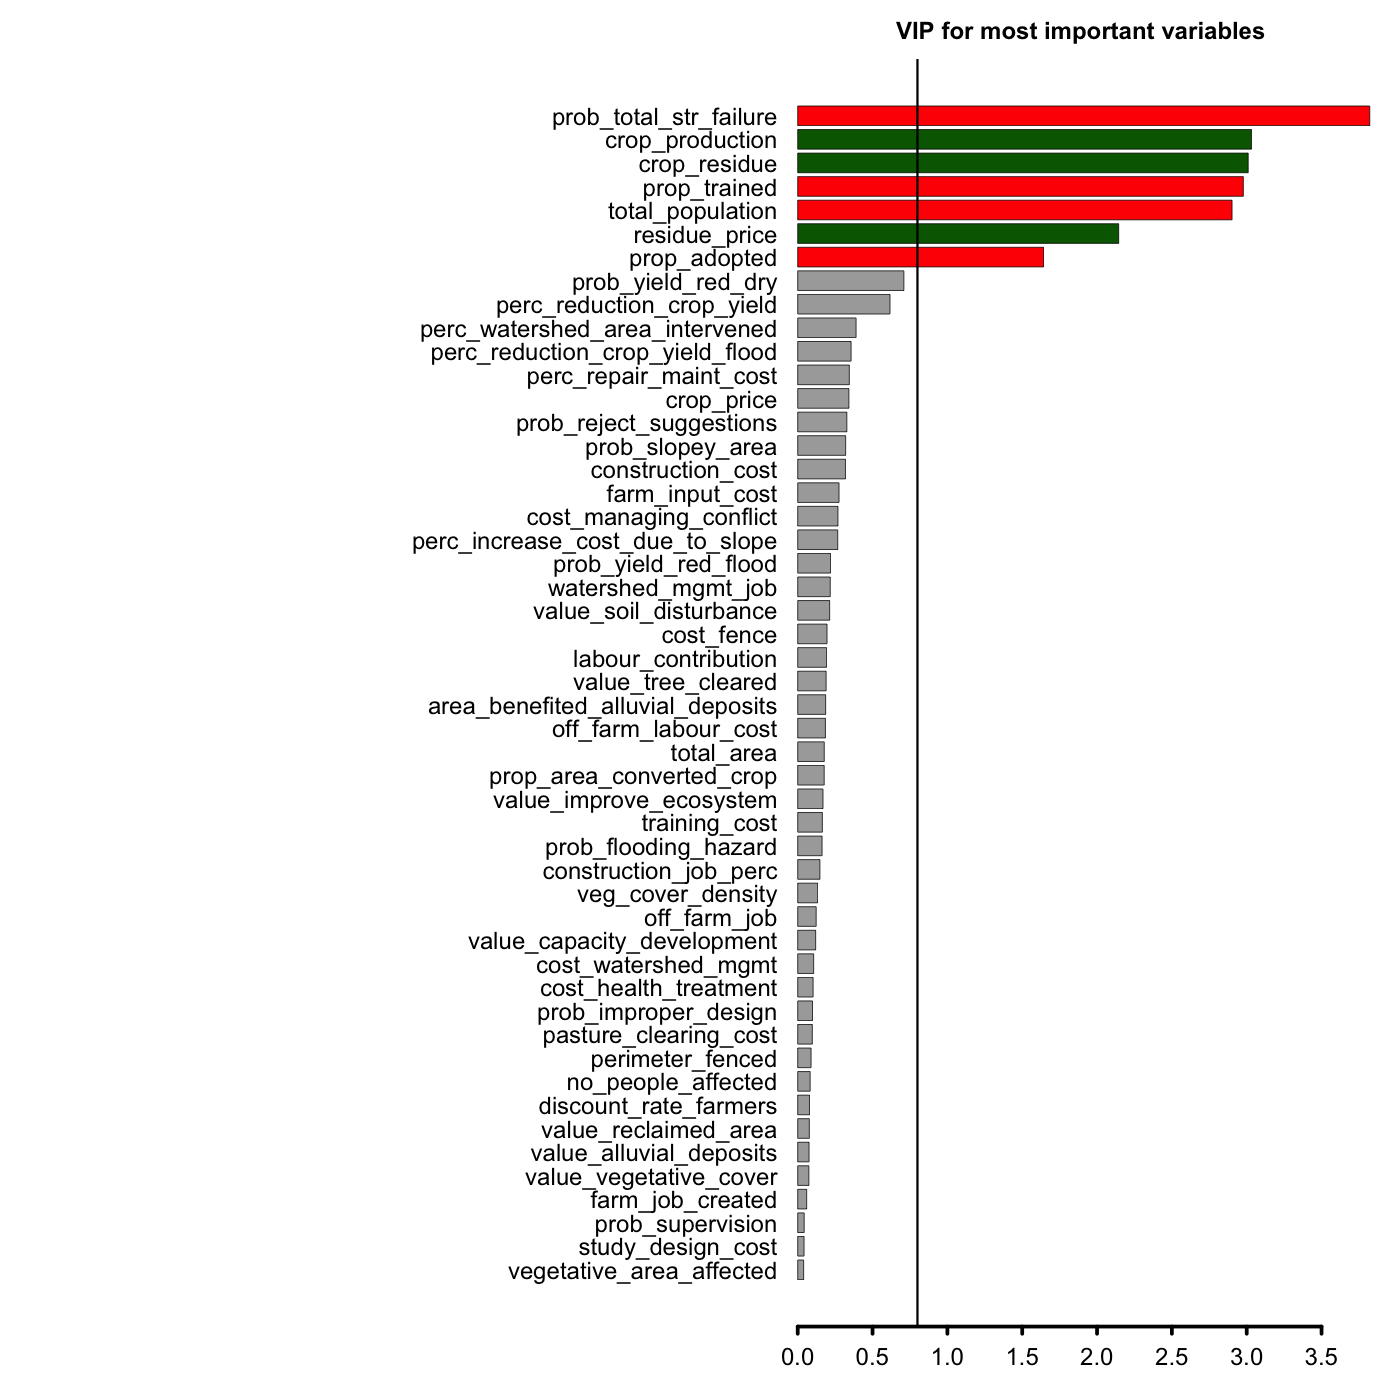 VIP for most important variables
prob_total_str_failure
crop_production
crop_residue
prop_trained
total_population
residue_price
prop_adopted
prob_yield_red_dry
perc_reduction_crop_yield
perc_watershed_area_intervened
perc_reduction_crop_yield_flood
perc_repair_maint_cost
crop_price
prob_reject_suggestions
prob_slopey_area
construction_cost
farm_input_cost
cost_managing_conflict
perc_increase_cost_due_to_slope
prob_yield_red_flood
watershed_mgmt_job
value_soil_disturbance
cost_fence
labour_contribution
value_tree_cleared
area_benefited_alluvial_deposits
off_farm_labour_cost
total_area
prop_area_converted_crop
value_improve_ecosystem
training_cost
prob_flooding_hazard
construction_job_perc
veg_cover_density
off_farm_job
value_capacity_development
cost_watershed_mgmt
cost_health_treatment
prob_improper_design
pasture_clearing_cost
perimeter_fenced
no_people_affected
discount_rate_farmers
value_reclaimed_area
value_alluvial_deposits
value_vegetative_cover
farm_job_created
prob_supervision
study_design_cost
vegetative_area_affected
0.0 0.5 1.0 1.5 2.0 2.5 3.0 3.5